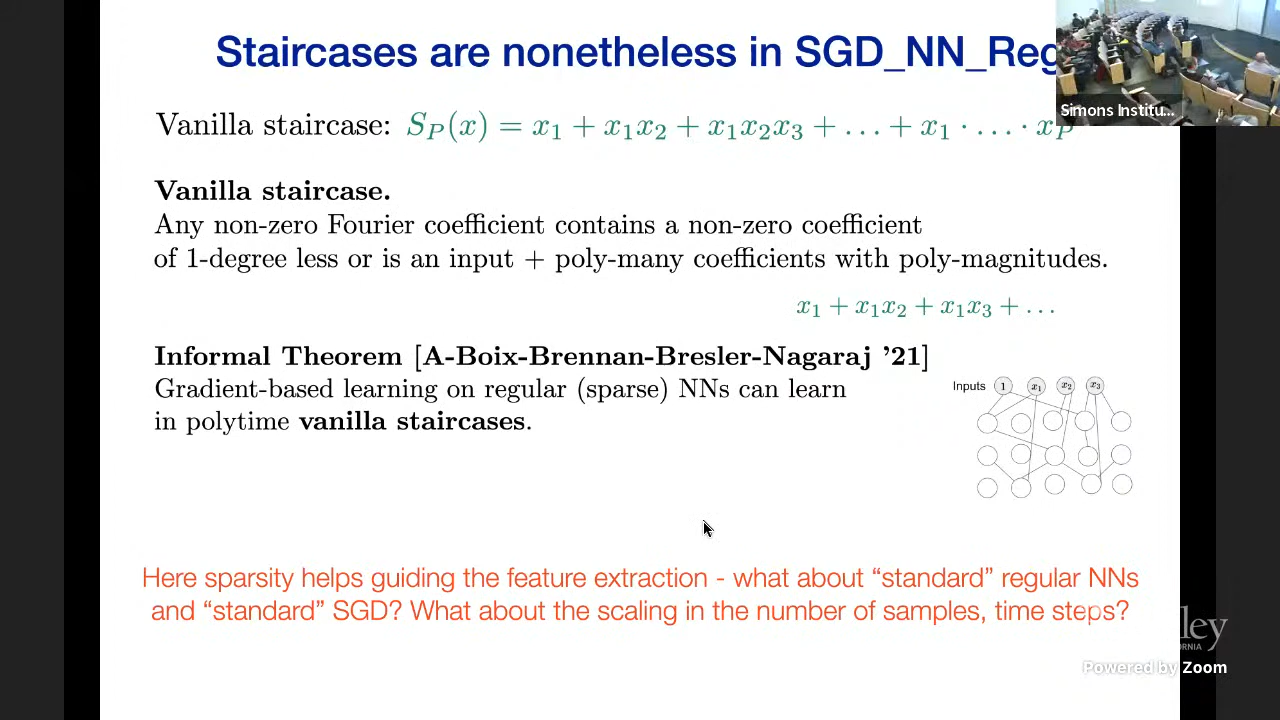 Staircases are nonetheless in SGD_NN_Reg
Simons Institu...
Vanilla staircase: S_P(x) = x_1 + x_1x_2 + x_1x_2x_3 + ... + x_1 · ... · x_P
Vanilla staircase.
Any non-zero Fourier coefficient contains a non-zero coefficient
of 1-degree less or is an input + poly-many coefficients with poly-magnitudes.
x_1 + x_1x_2 + x_1x_3 + ...
Informal Theorem [A-Boix-Brennan-Bresler-Nagaraj '21]
Gradient-based learning on regular (sparse) NNs can learn
in polytime vanilla staircases.
Inputs 1 x_1 x_2 x_3
Here sparsity helps guiding the feature extraction - what about “standard” regular NNs
and “standard” SGD? What about the scaling in the number of samples, time steps?
ley
ORNIA
Powered by Zoom